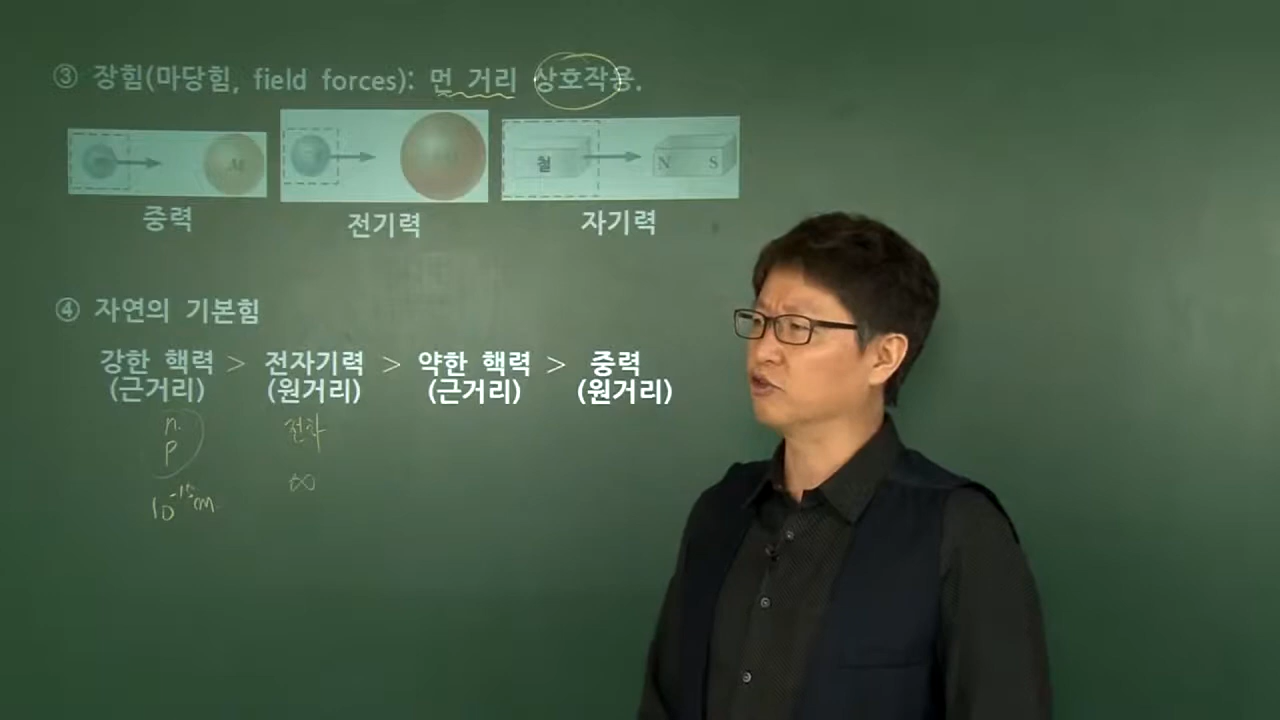 ③ 장힘(마당힘, field forces): 먼 거리 상호작용.
M
철 N S
중력 전기력 자기력
④ 자연의 기본힘
강한 핵력 > 전자기력 > 약한 핵력 > 중력
(근거리) (원거리) (근거리) (원거리)
n. 전하
p
∞
10⁻¹⁵m.